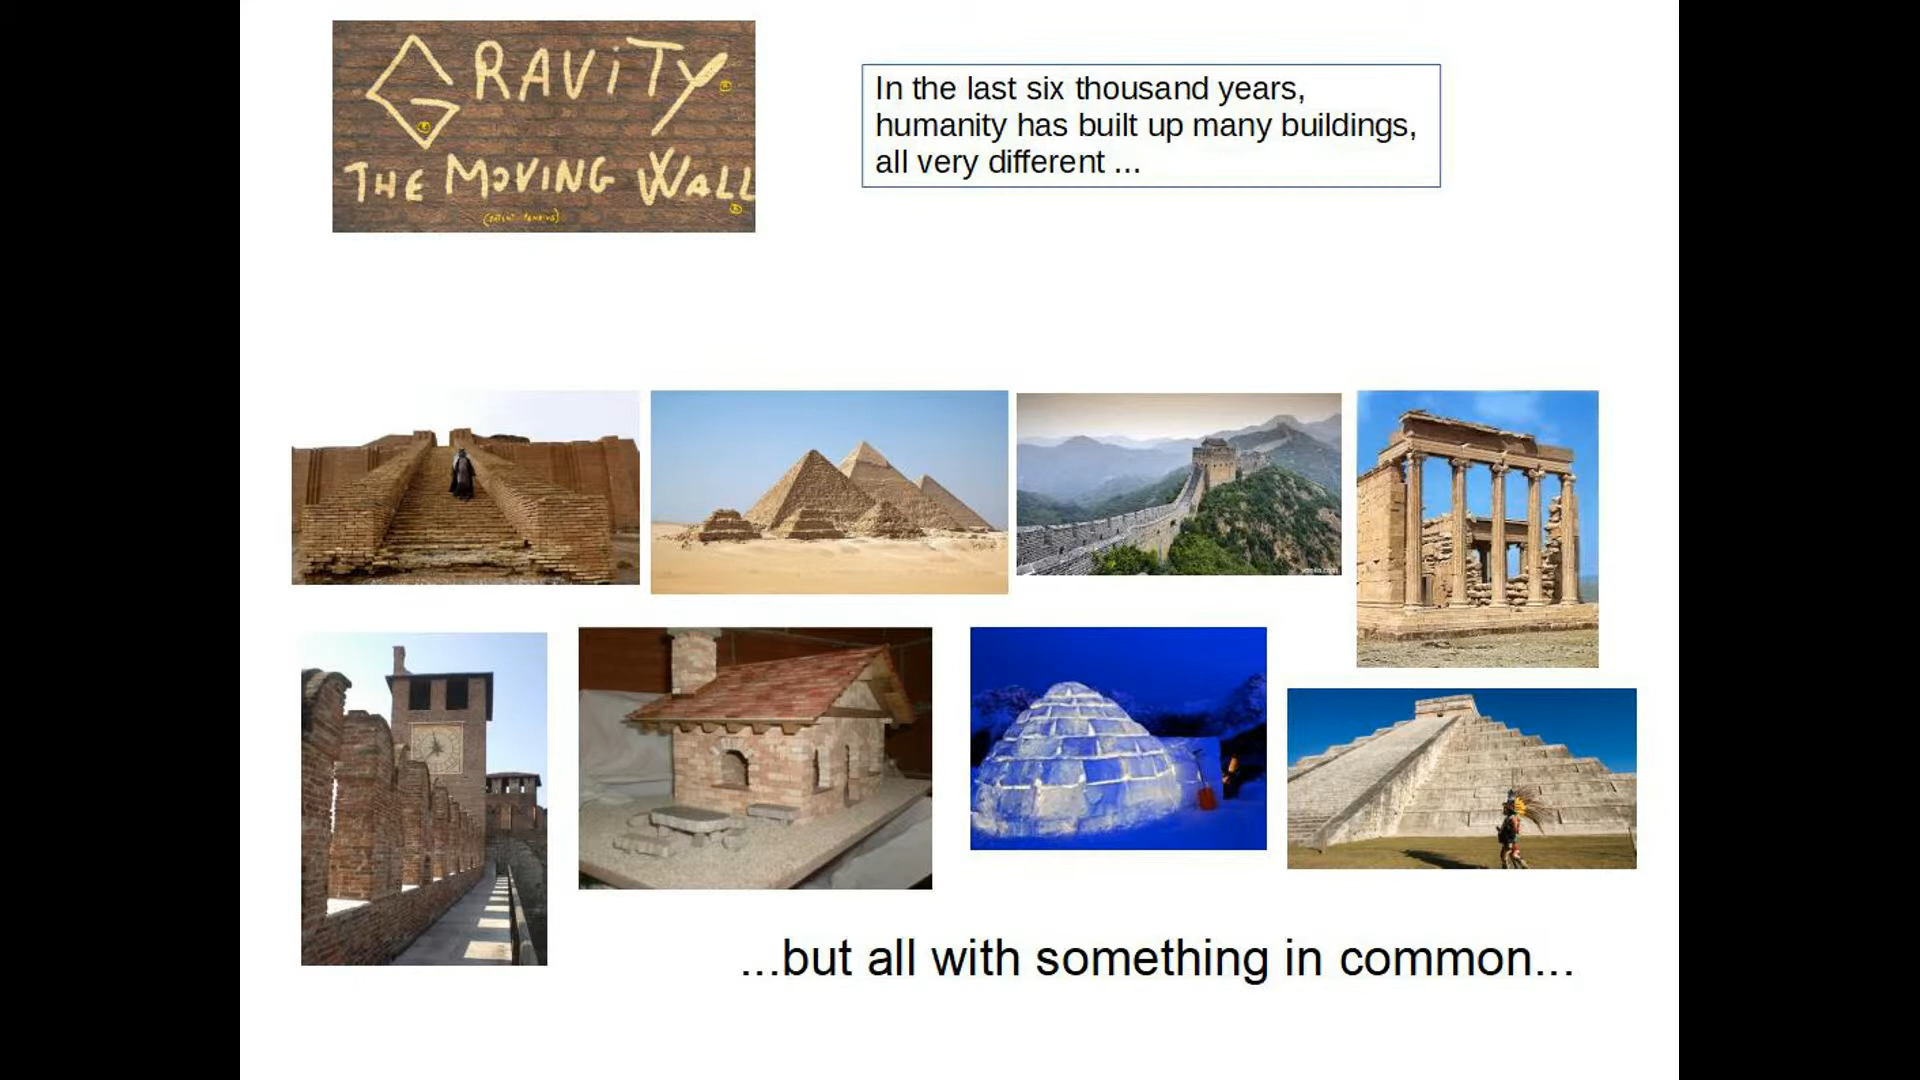 GRAViTY
THE MOVING WALL
In the last six thousand years,
humanity has built up many buildings,
all very different ...
...but all with something in common...